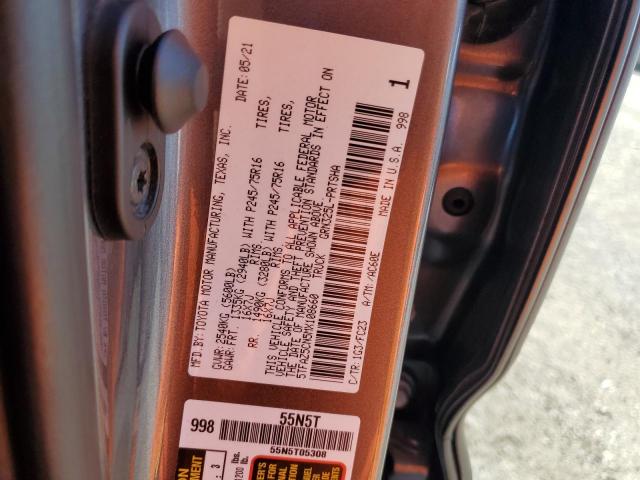 MFD.BY:TOYOTA MOTOR MANUFACTURING, TEXAS, INC. DATE: 05/21
GVWR: 2540KG (5600LB)
GAWR: FRT. 1335KG (2940LB) WITH P245/75R16 TIRES,
16X7J RIMS
RR. 1490KG (3280LB) WITH P245/75R16 TIRES,
16X7J RIMS
THIS VEHICLE CONFORMS TO ALL APPLICABLE FEDERAL MOTOR
VEHICLE SAFETY AND THEFT PREVENTION STANDARDS IN EFFECT ON
THE DATE OF MANUFACTURE SHOWN ABOVE.
5TFAZ5CN5MX108660 TRUCK GRN325L-PRTSHA
C/TR:1G3/FC23 A/TM:/AC60E MADE IN U.S.A. 998
1
998 55N5T
55N5T05308